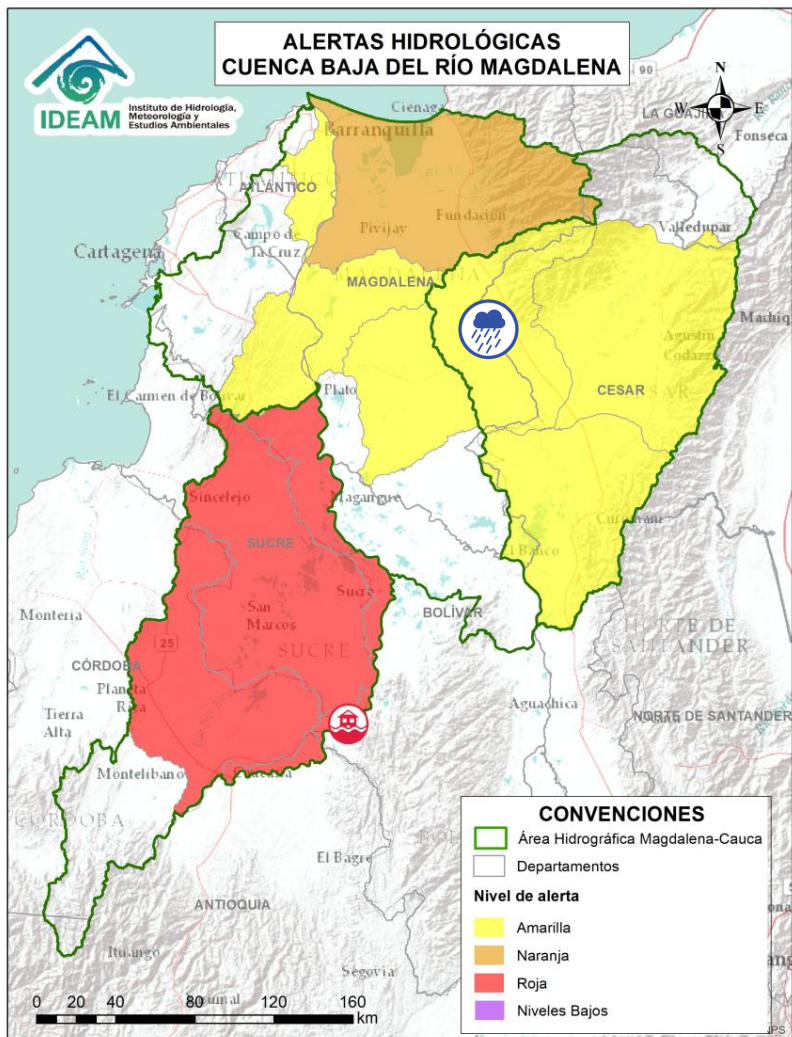 ALERTAS HIDROLÓGICAS
CUENCA BAJA DEL RÍO MAGDALENA
IDEAM
Instituto de Hidrología,
Meteorología y
Estudios Ambientales
N
W
E
S
90
LA GUAJIRA
Fonseca
Ciénaga
Barranquilla
ATLÁNTICO
Pivijay
Fundación
Valledupar
Cartagena
Campo de
la Cruz
MAGDALENA
Agustín
Codazzi
CESAR
El Carmen de Bolívar
Plato
Sincelejo
Magangue
SUCRE
Sucre
El Banco
San
Marcos
SUCRE
BOLÍVAR
NORTE DE
SANTANDER
Montería
25
CÓRDOBA
Planeta
Rica
Tierra
Alta
Aguachica
NORTE DE SANTANDER
Montelibano
CÓRDOBA
El Bagre
ANTIOQUIA
Ituango
Segovia
CONVENCIONES
Área Hidrográfica Magdalena-Cauca
Departamentos
Nivel de alerta
Amarilla
Naranja
Roja
Niveles Bajos
0 20 40 80 120 160
km